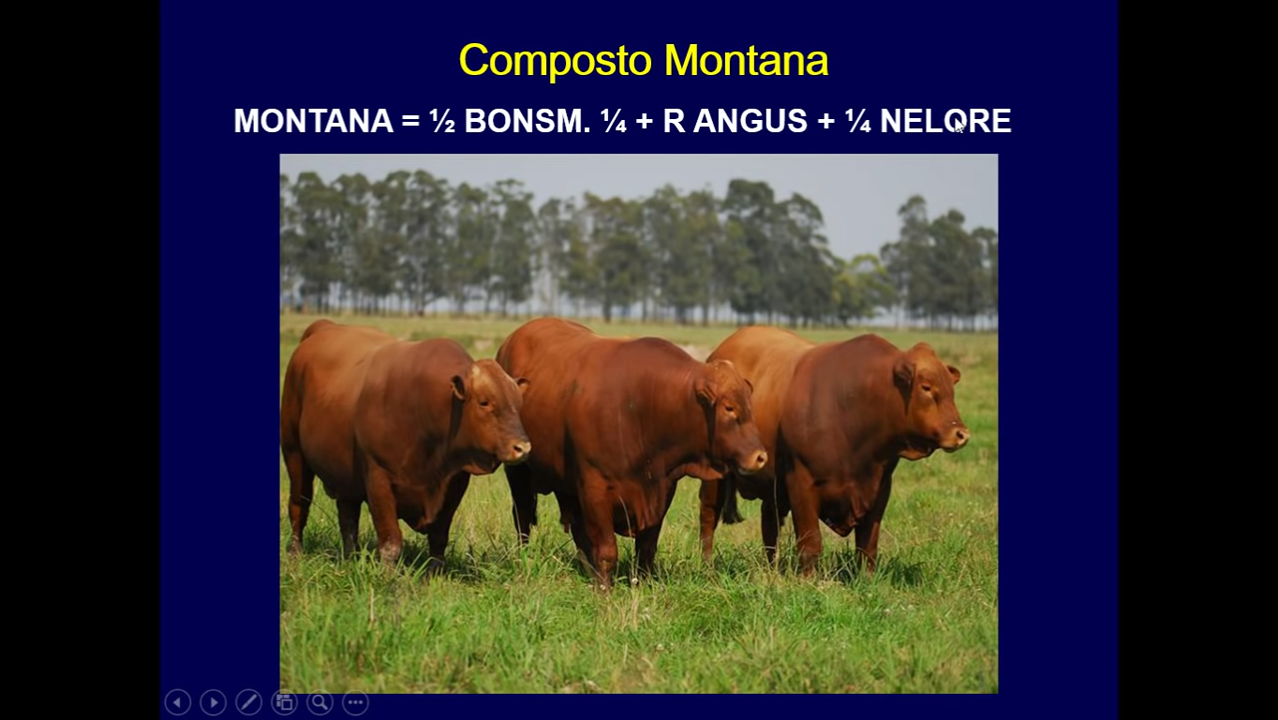 Composto Montana
MONTANA = ½ BONSM. ¼ + R ANGUS + ¼ NELORE